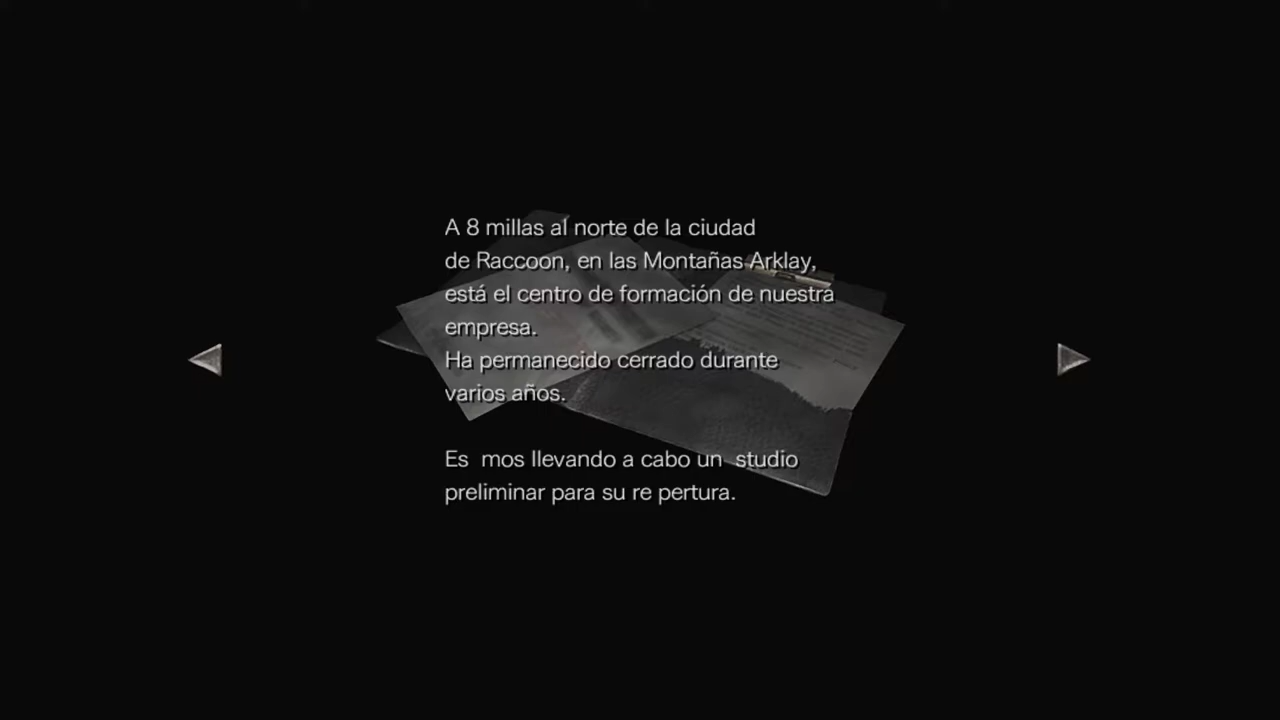 A 8 millas al norte de la ciudad
de Raccoon, en las Montañas Arklay,
está el centro de formación de nuestra
empresa.
Ha permanecido cerrado durante
varios años.
Es  mos llevando a cabo un  studio
preliminar para su re pertura.